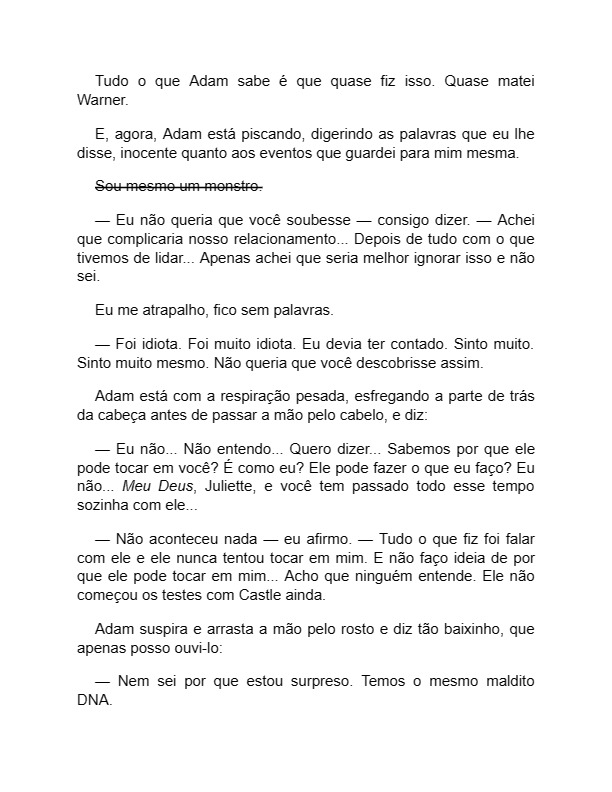 Tudo o que Adam sabe é que quase fiz isso. Quase matei
Warner.
E, agora, Adam está piscando, digerindo as palavras que eu lhe
disse, inocente quanto aos eventos que guardei para mim mesma.
Sou mesmo um monstro.
— Eu não queria que você soubesse — consigo dizer. — Achei
que complicaria nosso relacionamento... Depois de tudo com o que
tivemos de lidar... Apenas achei que seria melhor ignorar isso e não
sei.
Eu me atrapalho, fico sem palavras.
— Foi idiota. Foi muito idiota. Eu devia ter contado. Sinto muito.
Sinto muito mesmo. Não queria que você descobrisse assim.
Adam está com a respiração pesada, esfregando a parte de trás
da cabeça antes de passar a mão pelo cabelo, e diz:
— Eu não... Não entendo... Quero dizer... Sabemos por que ele
pode tocar em você? É como eu? Ele pode fazer o que eu faço? Eu
não... Meu Deus, Juliette, e você tem passado todo esse tempo
sozinha com ele...
— Não aconteceu nada — eu afirmo. — Tudo o que fiz foi falar
com ele e ele nunca tentou tocar em mim. E não faço ideia de por
que ele pode tocar em mim... Acho que ninguém entende. Ele não
começou os testes com Castle ainda.
Adam suspira e arrasta a mão pelo rosto e diz tão baixinho, que
apenas posso ouvi-lo:
— Nem sei por que estou surpreso. Temos o mesmo maldito
DNA.